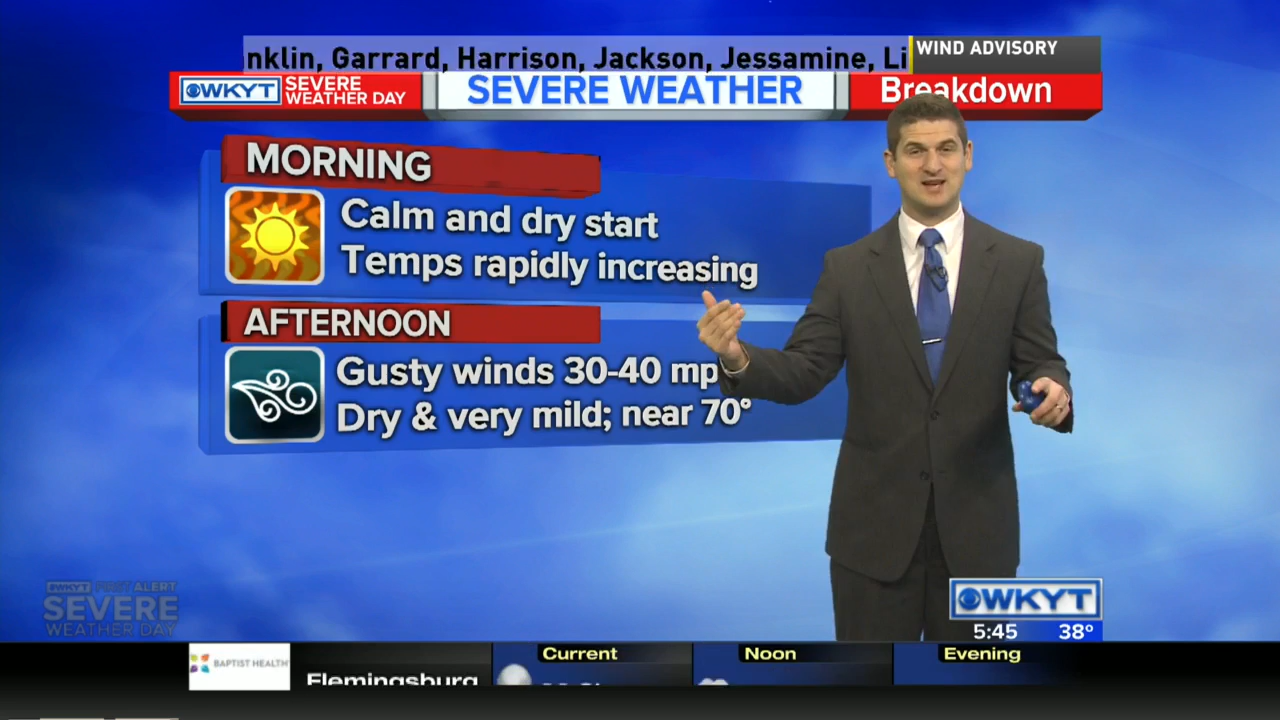 nklin, Garrard, Harrison, Jackson, Jessamine, Li
WIND ADVISORY
WKYT SEVERE
WEATHER DAY
SEVERE WEATHER
Breakdown
MORNING
Calm and dry start
Temps rapidly increasing
AFTERNOON
Gusty winds 30-40 mp
Dry & very mild; near 70°
WKYT FIRST ALERT
SEVERE
WEATHER DAY
WKYT
5:45 38°
BAPTIST HEALTH
Flemingsburg
Current
Noon
Evening